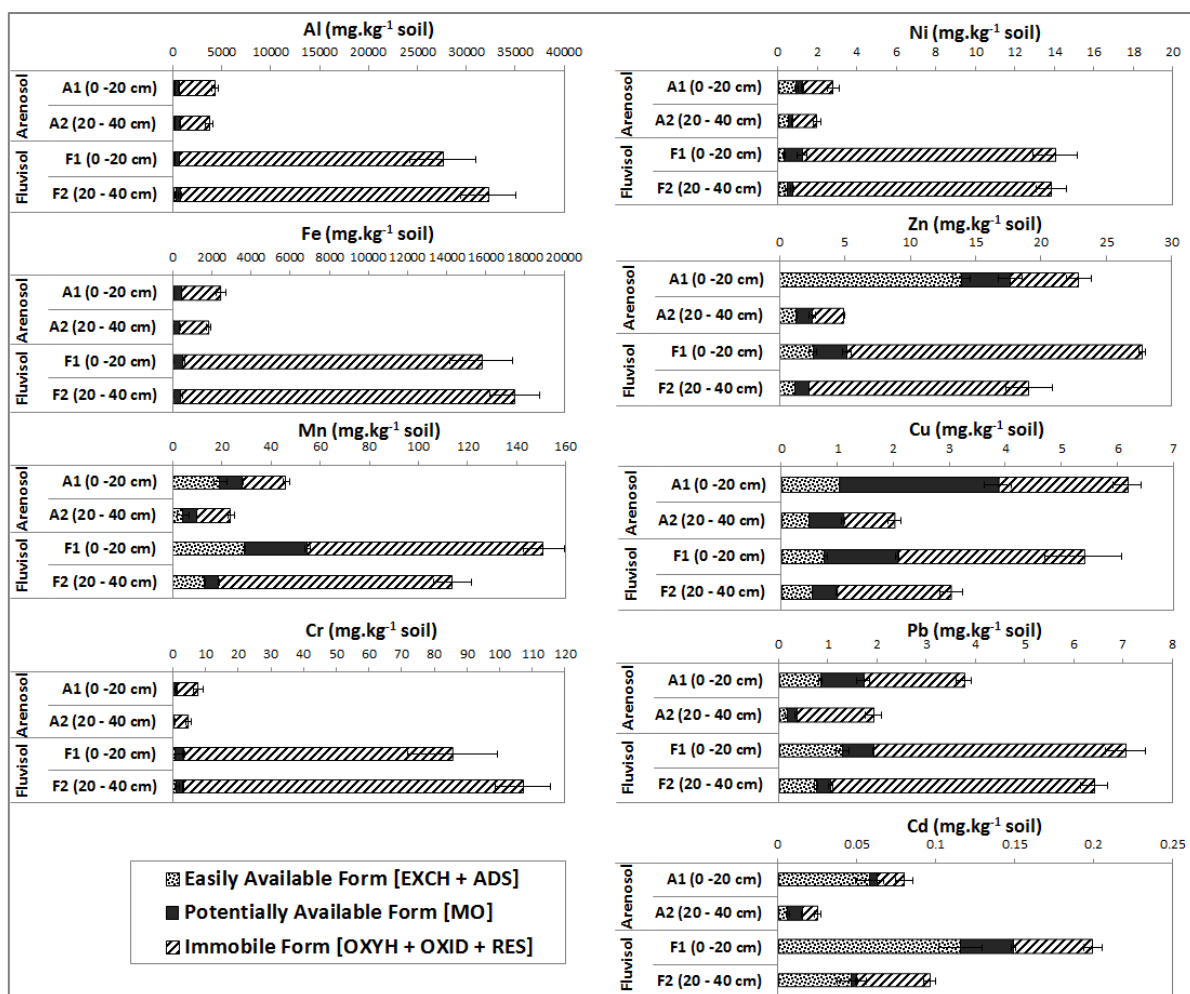 Al (mg.kg-1 soil)
0 5000 10000 15000 20000 25000 30000 35000 40000
Arenosol
A1 (0 -20 cm)
A2 (20 - 40 cm)
Fluvisol
F1 (0 -20 cm)
F2 (20 - 40 cm)
Fe (mg.kg-1 soil)
0 2000 4000 6000 8000 10000 12000 14000 16000 18000 20000
Arenosol
A1 (0 -20 cm)
A2 (20 - 40 cm)
Fluvisol
F1 (0 -20 cm)
F2 (20 - 40 cm)
Mn (mg.kg-1 soil)
0 20 40 60 80 100 120 140 160
Arenosol
A1 (0 -20 cm)
A2 (20 - 40 cm)
Fluvisol
F1 (0 -20 cm)
F2 (20 - 40 cm)
Cr (mg.kg-1 soil)
0 10 20 30 40 50 60 70 80 90 100 110 120
Arenosol
A1 (0 -20 cm)
A2 (20 - 40 cm)
Fluvisol
F1 (0 -20 cm)
F2 (20 - 40 cm)
Easily Available Form [EXCH + ADS]
Potentially Available Form [MO]
Immobile Form [OXYH + OXID + RES]
Ni (mg.kg-1 soil)
0 2 4 6 8 10 12 14 16 18 20
Arenosol
A1 (0 -20 cm)
A2 (20 - 40 cm)
Fluvisol
F1 (0 -20 cm)
F2 (20 - 40 cm)
Zn (mg.kg-1 soil)
0 5 10 15 20 25 30
Arenosol
A1 (0 -20 cm)
A2 (20 - 40 cm)
Fluvisol
F1 (0 -20 cm)
F2 (20 - 40 cm)
Cu (mg.kg-1 soil)
0 1 2 3 4 5 6 7
Arenosol
A1 (0 -20 cm)
A2 (20 - 40 cm)
Fluvisol
F1 (0 -20 cm)
F2 (20 - 40 cm)
Pb (mg.kg-1 soil)
0 1 2 3 4 5 6 7 8
Arenosol
A1 (0 -20 cm)
A2 (20 - 40 cm)
Fluvisol
F1 (0 -20 cm)
F2 (20 - 40 cm)
Cd (mg.kg-1 soil)
0 0.05 0.1 0.15 0.2 0.25
Arenosol
A1 (0 -20 cm)
A2 (20 - 40 cm)
Fluvisol
F1 (0 -20 cm)
F2 (20 - 40 cm)